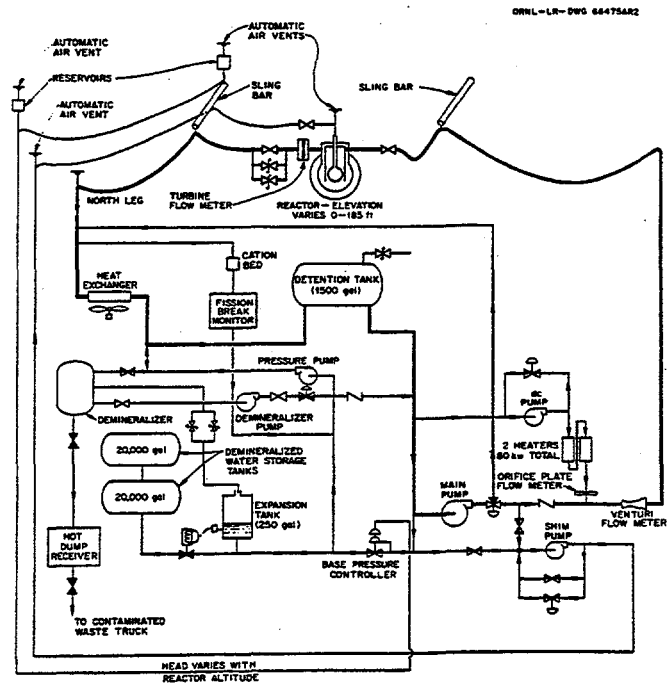 ORNL-LR-DWG 66475AR2
AUTOMATIC
AIR VENT
AUTOMATIC
AIR VENTS
RESERVOIRS
AUTOMATIC
AIR VENT
SLING
BAR
SLING BAR
NORTH LEG
TURBINE
FLOW METER
REACTOR-ELEVATION
VARIES 0-185 ft
CATION
BED
HEAT
EXCHANGER
DETENTION TANK
(1500 gal)
FISSION
BREAK
MONITOR
PRESSURE PUMP
DEMINERALIZER
DEMINERALIZER
PUMP
dc
PUMP
2 HEATERS
80 kw TOTAL
20,000 gal
20,000 gal
DEMINERALIZED
WATER STORAGE
TANKS
ORIFICE PLATE
FLOW METER
MAIN
PUMP
VENTURI
FLOW METER
EXPANSION
TANK
(250 gal)
SHIM
PUMP
HOT
DUMP
RECEIVER
BASE PRESSURE
CONTROLLER
TO CONTAMINATED
WASTE TRUCK
HEAD VARIES WITH
REACTOR ALTITUDE